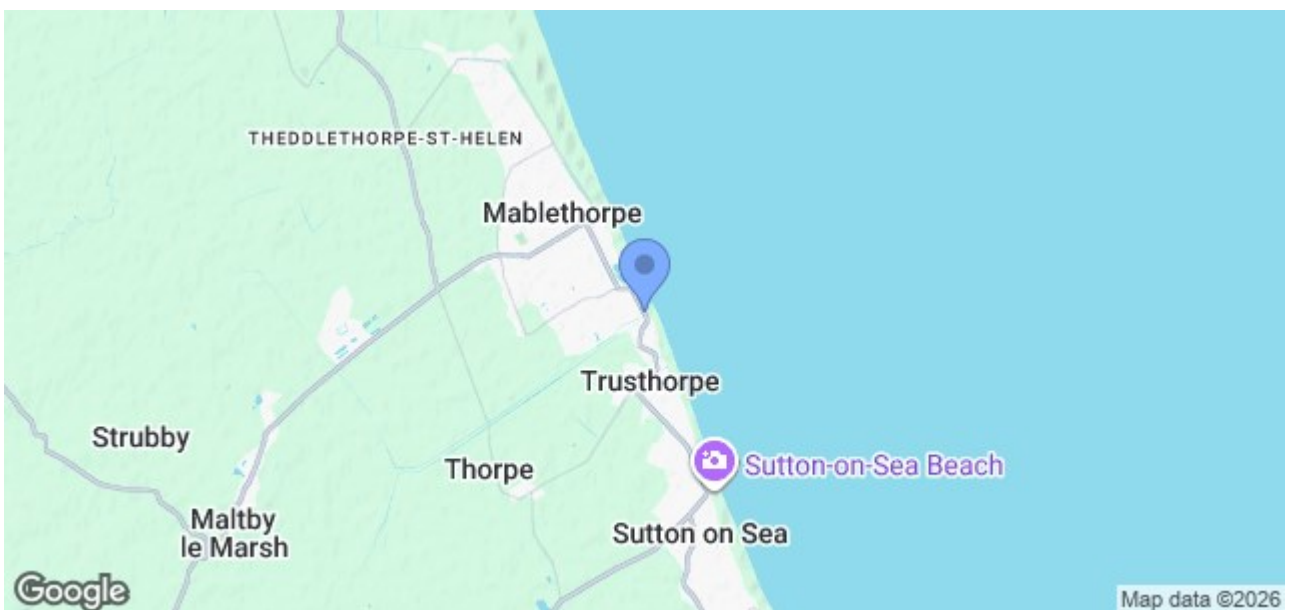 THEDDLETHORPE-ST-HELEN
Mablethorpe
Trusthorpe
Strubby
Thorpe
Sutton-on-Sea Beach
Maltby
le Marsh
Sutton on Sea
Google
Map data ©2026